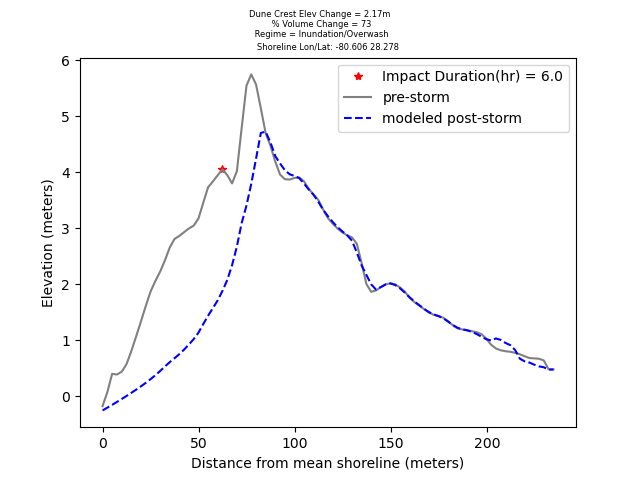 Dune Crest Elev Change = 2.17m
% Volume Change = 73
Regime = Inundation/Overwash
Shoreline Lon/Lat: -80.606 28.278
Impact Duration(hr) = 6.0
pre-storm
modeled post-storm
6
5
4
3
2
1
0
Elevation (meters)
0
50
100
150
200
Distance from mean shoreline (meters)